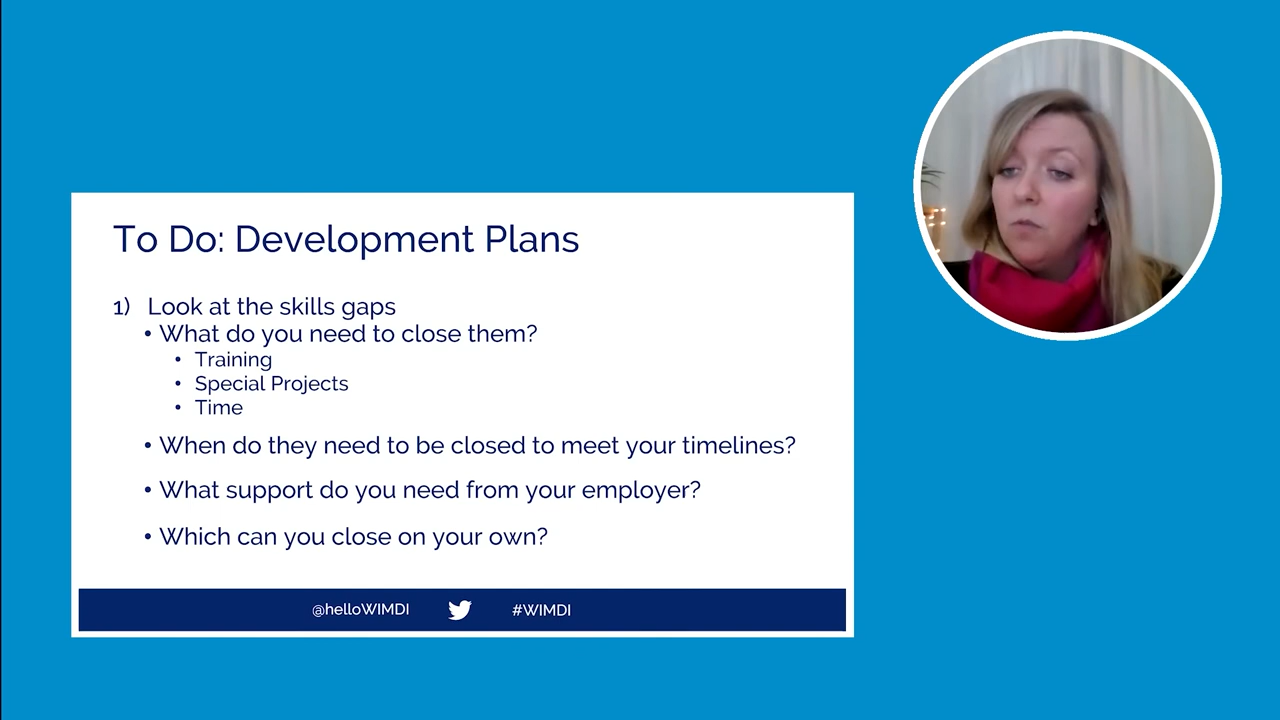 To Do: Development Plans
1) Look at the skills gaps
• What do you need to close them?
• Training
• Special Projects
• Time
• When do they need to be closed to meet your timelines?
• What support do you need from your employer?
• Which can you close on your own?
@helloWIMDI #WIMDI